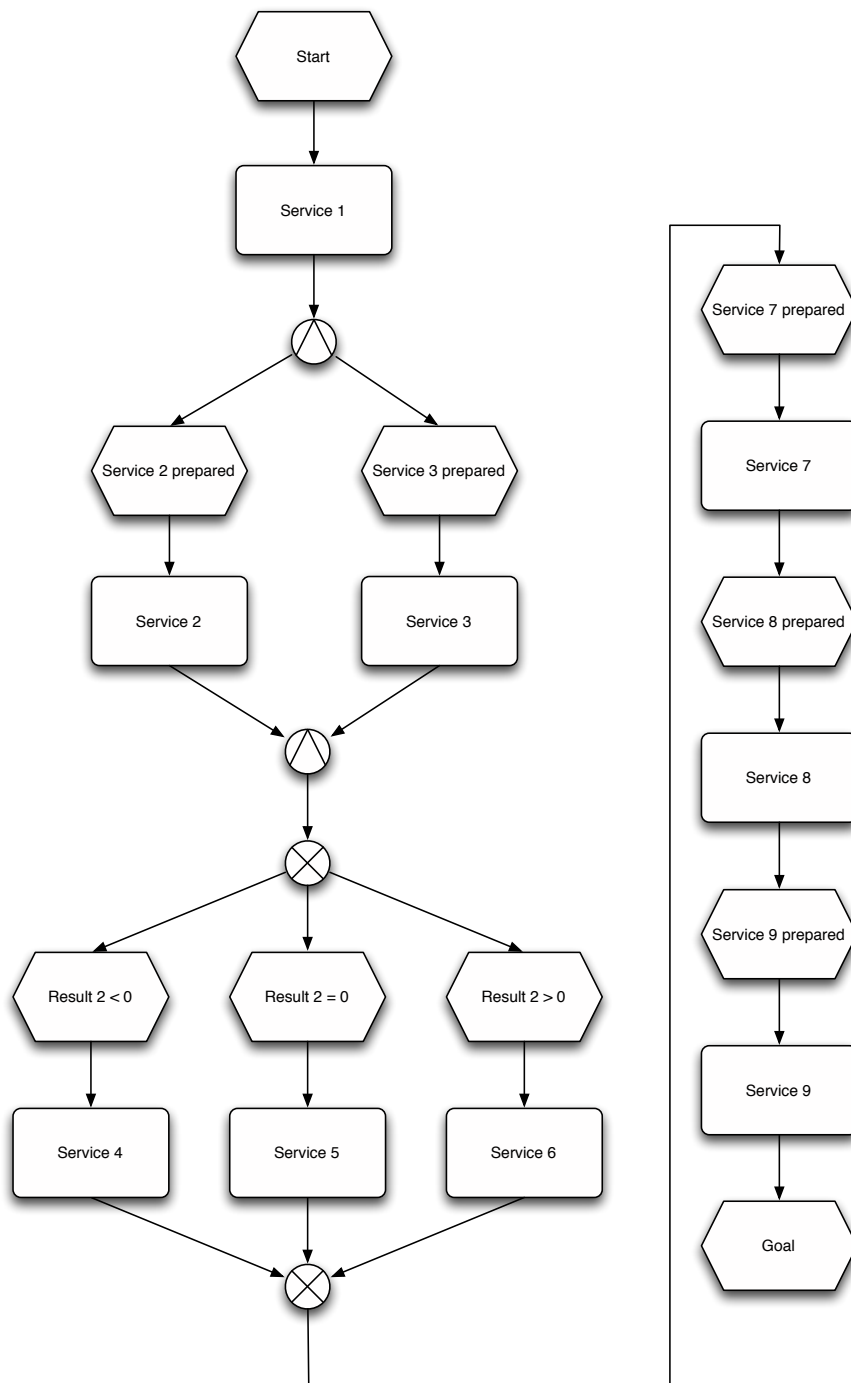 Start
Service 1
Service 2 prepared
Service 3 prepared
Service 2
Service 3
Result 2 < 0
Result 2 = 0
Result 2 > 0
Service 4
Service 5
Service 6
Service 7 prepared
Service 7
Service 8 prepared
Service 8
Service 9 prepared
Service 9
Goal